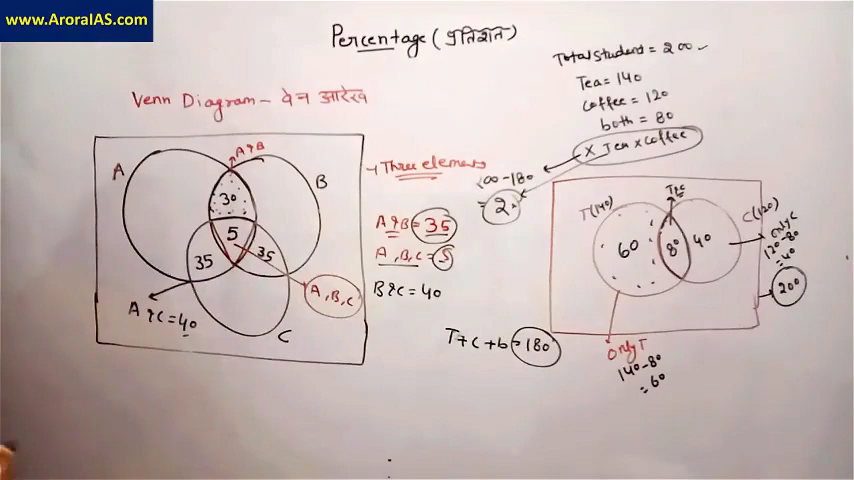 www.AroraIAS.com
Percentage (प्रतिशत)
Venn Diagram - वेन आरेख
Total Student = 200
Tea = 140
Coffee = 120
both = 80
x Tea x Coffee
200-180
= 20
A
B
C
A व B
30
5
35
35
A व C = 40
A, B, C
Three elements
A व B = 35
A, B, C = 5
B व C = 40
T(140)
C(120)
60
80
40
Only C
120-80
= 40
200
T + C + b = 180
Only T
140-80
= 60